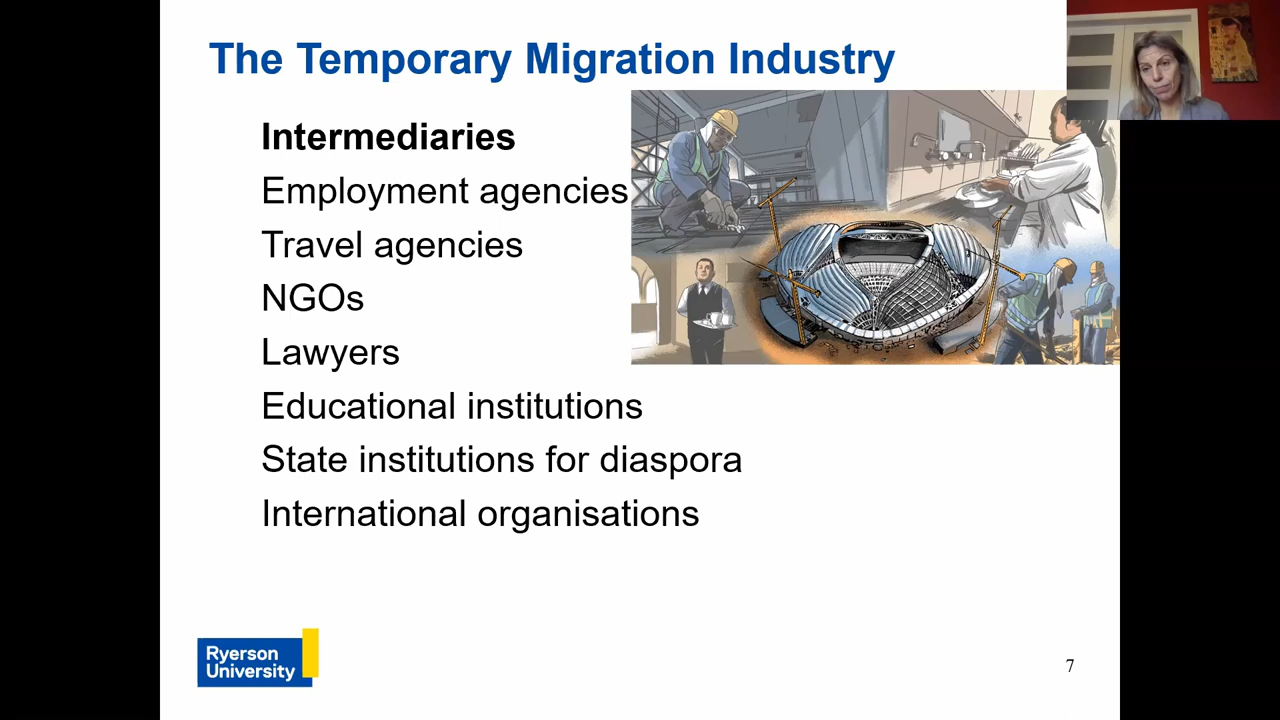 The Temporary Migration Industry
Intermediaries
Employment agencies
Travel agencies
NGOs
Lawyers
Educational institutions
State institutions for diaspora
International organisations
Ryerson
University
7